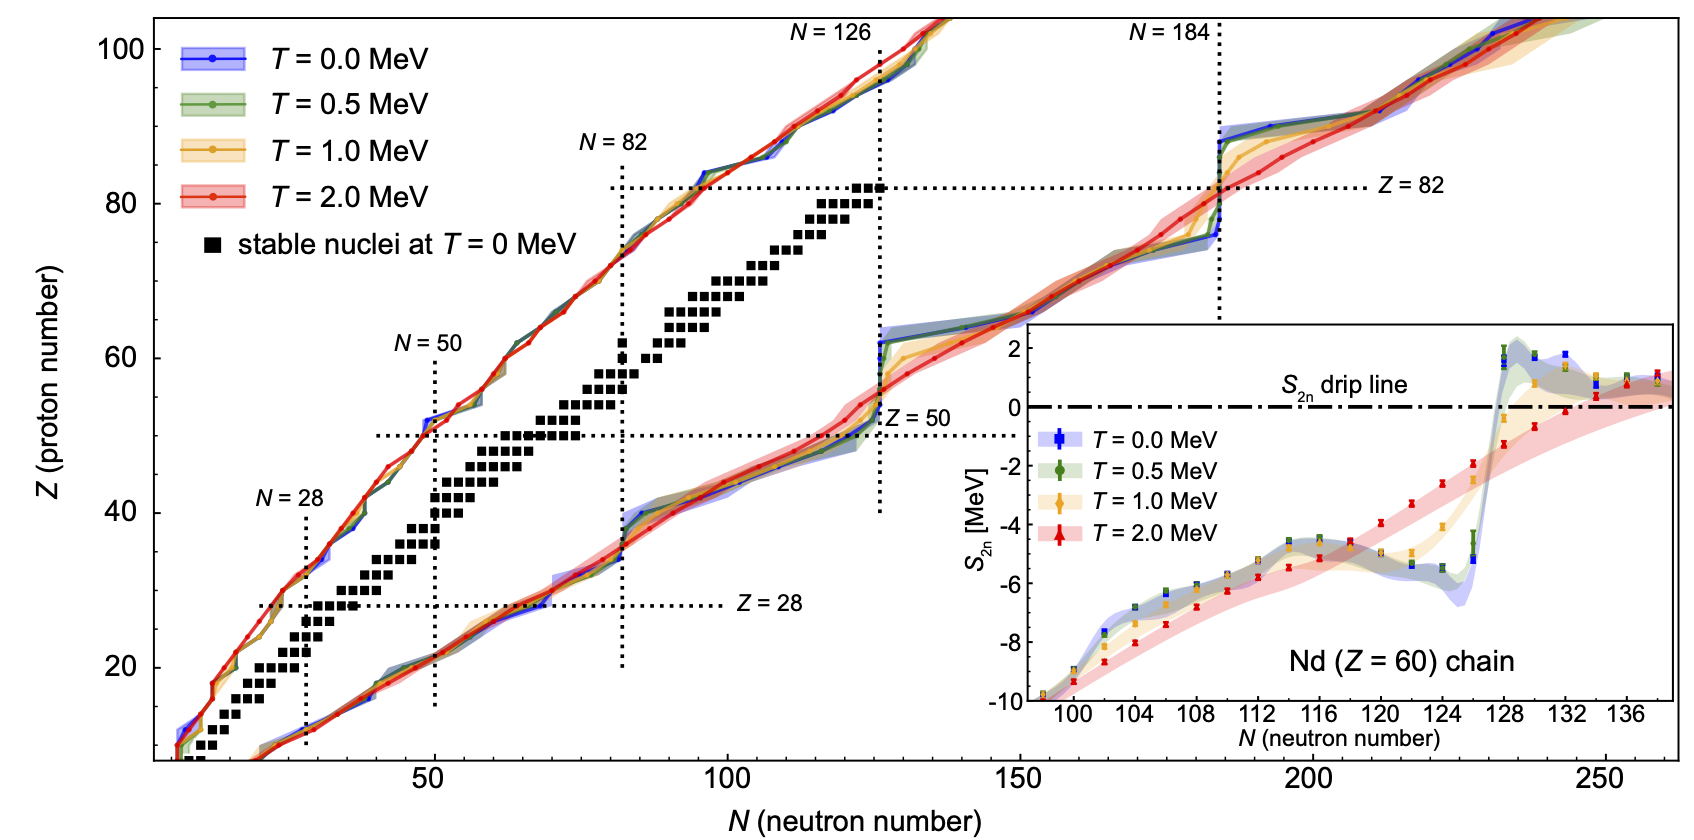 N = 126
N = 184
100
T = 0.0 MeV
T = 0.5 MeV
T = 1.0 MeV
T = 2.0 MeV
stable nuclei at T = 0 MeV
N = 82
80
Z = 82
N = 50
60
Z = 50
N = 28
40
Z = 28
20
Z (proton number)
50
100
150
200
250
N (neutron number)
2
0
-2
-4
-6
-8
-10
S2n [MeV]
S2n drip line
T = 0.0 MeV
T = 0.5 MeV
T = 1.0 MeV
T = 2.0 MeV
Nd (Z = 60) chain
100
104
108
112
116
120
124
128
132
136
N (neutron number)